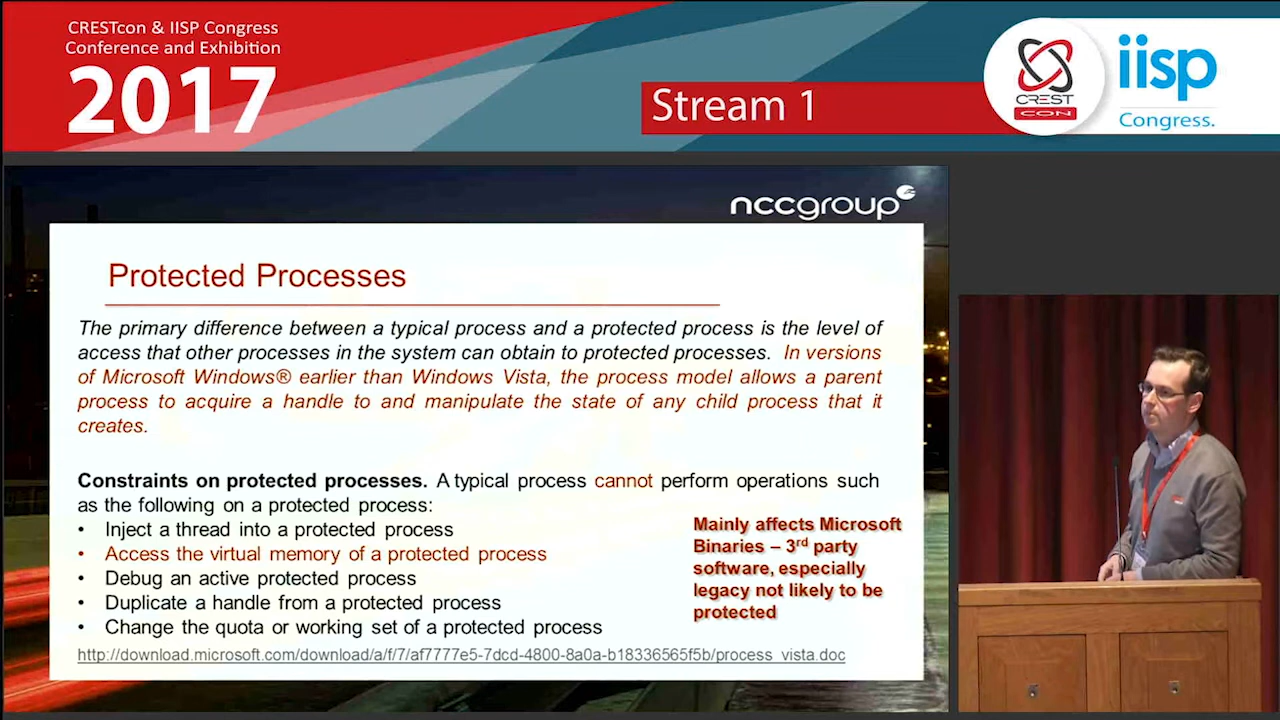 CRESTcon & IISP Congress
Conference and Exhibition
2017
Stream 1
CREST
CON
iisp
Congress.
nccgroup
Protected Processes
The primary difference between a typical process and a protected process is the level of
access that other processes in the system can obtain to protected processes. In versions
of Microsoft Windows® earlier than Windows Vista, the process model allows a parent
process to acquire a handle to and manipulate the state of any child process that it
creates.
Constraints on protected processes. A typical process cannot perform operations such
as the following on a protected process:
• Inject a thread into a protected process
• Access the virtual memory of a protected process
• Debug an active protected process
• Duplicate a handle from a protected process
• Change the quota or working set of a protected process
Mainly affects Microsoft
Binaries – 3rd party
software, especially
legacy not likely to be
protected
http://download.microsoft.com/download/a/f/7/af7777e5-7dcd-4800-8a0a-b18336565f5b/process_vista.doc